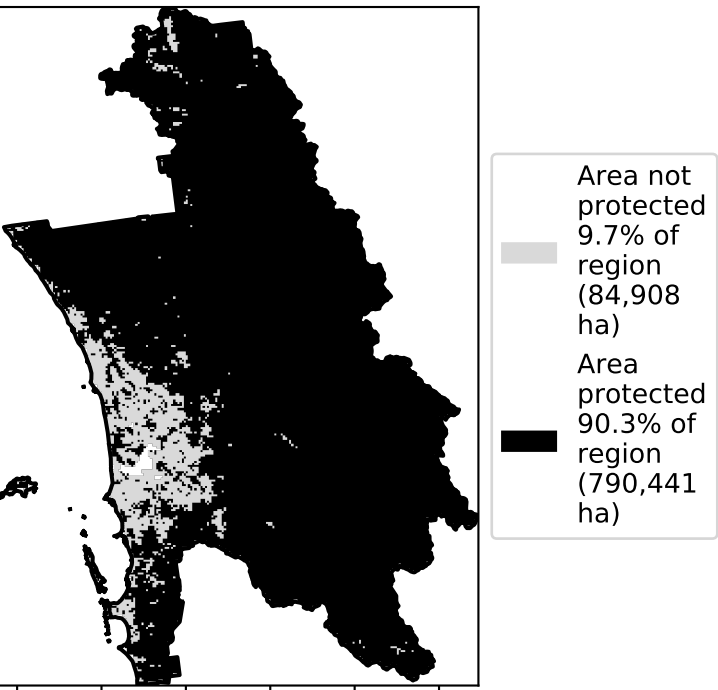 Area not
protected
9.7% of
region
(84,908
ha)
Area
protected
90.3% of
region
(790,441
ha)